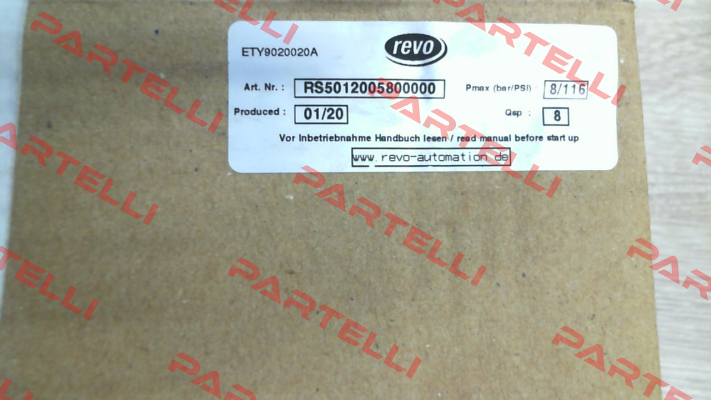 ETY9020020A
revo
Art. Nr. : RS5012005800000 Pmax (bar/PSI) : 8/116
Produced : 01/20 Qsp : 8
Vor Inbetriebnahme Handbuch lesen / read manual before start up
www.revo-automation.de
PARTELLI
PARTELLI
PARTELLI
PARTELLI
PARTELLI
PARTELLI
PARTELLI
PARTELLI
PARTELLI